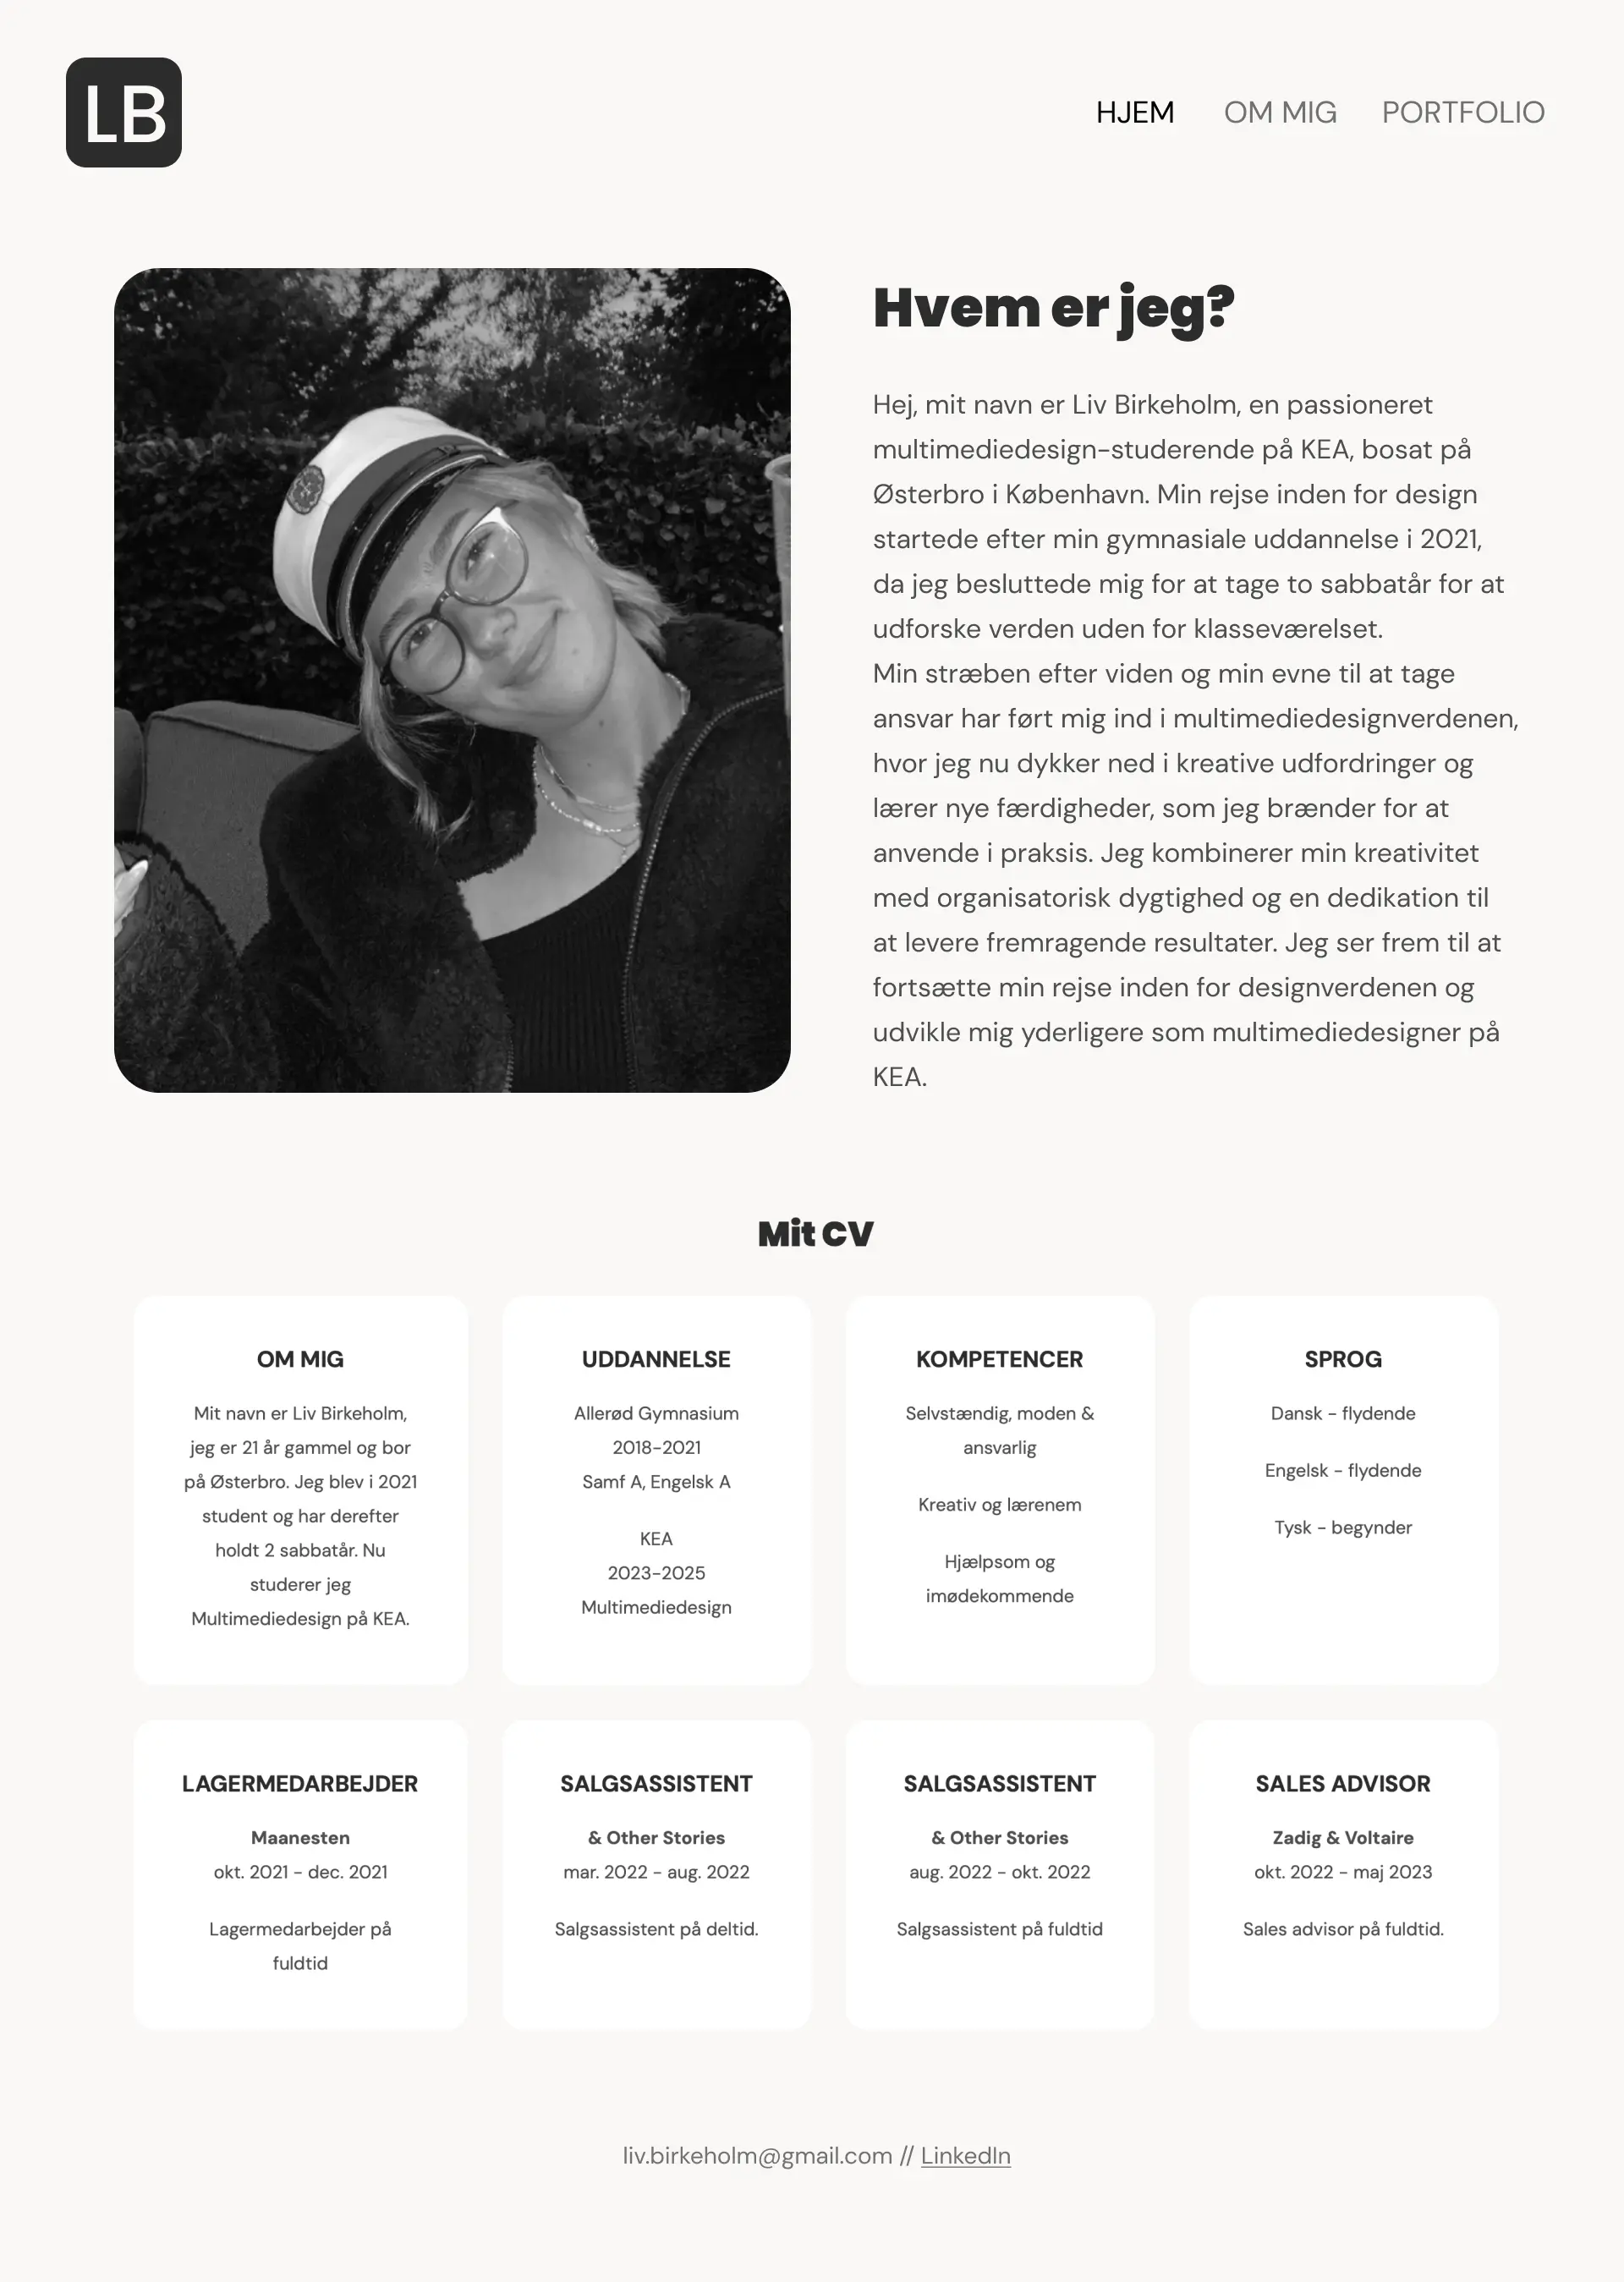 LB
HJEM OM MIG PORTFOLIO
Hvem er jeg?
Hej, mit navn er Liv Birkeholm, en passioneret
multimediedesign-studerende på KEA, bosat på
Østerbro i København. Min rejse inden for design
startede efter min gymnasiale uddannelse i 2021,
da jeg besluttede mig for at tage to sabbatår for at
udforske verden uden for klasseværelset.
Min stræben efter viden og min evne til at tage
ansvar har ført mig ind i multimediedesignverdenen,
hvor jeg nu dykker ned i kreative udfordringer og
lærer nye færdigheder, som jeg brænder for at
anvende i praksis. Jeg kombinerer min kreativitet
med organisatorisk dygtighed og en dedikation til
at levere fremragende resultater. Jeg ser frem til at
fortsætte min rejse inden for designverdenen og
udvikle mig yderligere som multimediedesigner på
KEA.
Mit CV
OM MIG
Mit navn er Liv Birkeholm,
jeg er 21 år gammel og bor
på Østerbro. Jeg blev i 2021
student og har derefter
holdt 2 sabbatår. Nu
studerer jeg
Multimediedesign på KEA.
UDDANNELSE
Allerød Gymnasium
2018-2021
Samf A, Engelsk A
KEA
2023-2025
Multimediedesign
KOMPETENCER
Selvstændig, moden &
ansvarlig
Kreativ og lærenem
Hjælpsom og
imødekommende
SPROG
Dansk - flydende
Engelsk - flydende
Tysk - begynder
LAGERMEDARBEJDER
Maanesten
okt. 2021 - dec. 2021
Lagermedarbejder på
fuldtid
SALGSASSISTENT
& Other Stories
mar. 2022 - aug. 2022
Salgsassistent på deltid.
SALGSASSISTENT
& Other Stories
aug. 2022 - okt. 2022
Salgsassistent på fuldtid
SALES ADVISOR
Zadig & Voltaire
okt. 2022 - maj 2023
Sales advisor på fuldtid.
liv.birkeholm@gmail.com // LinkedIn